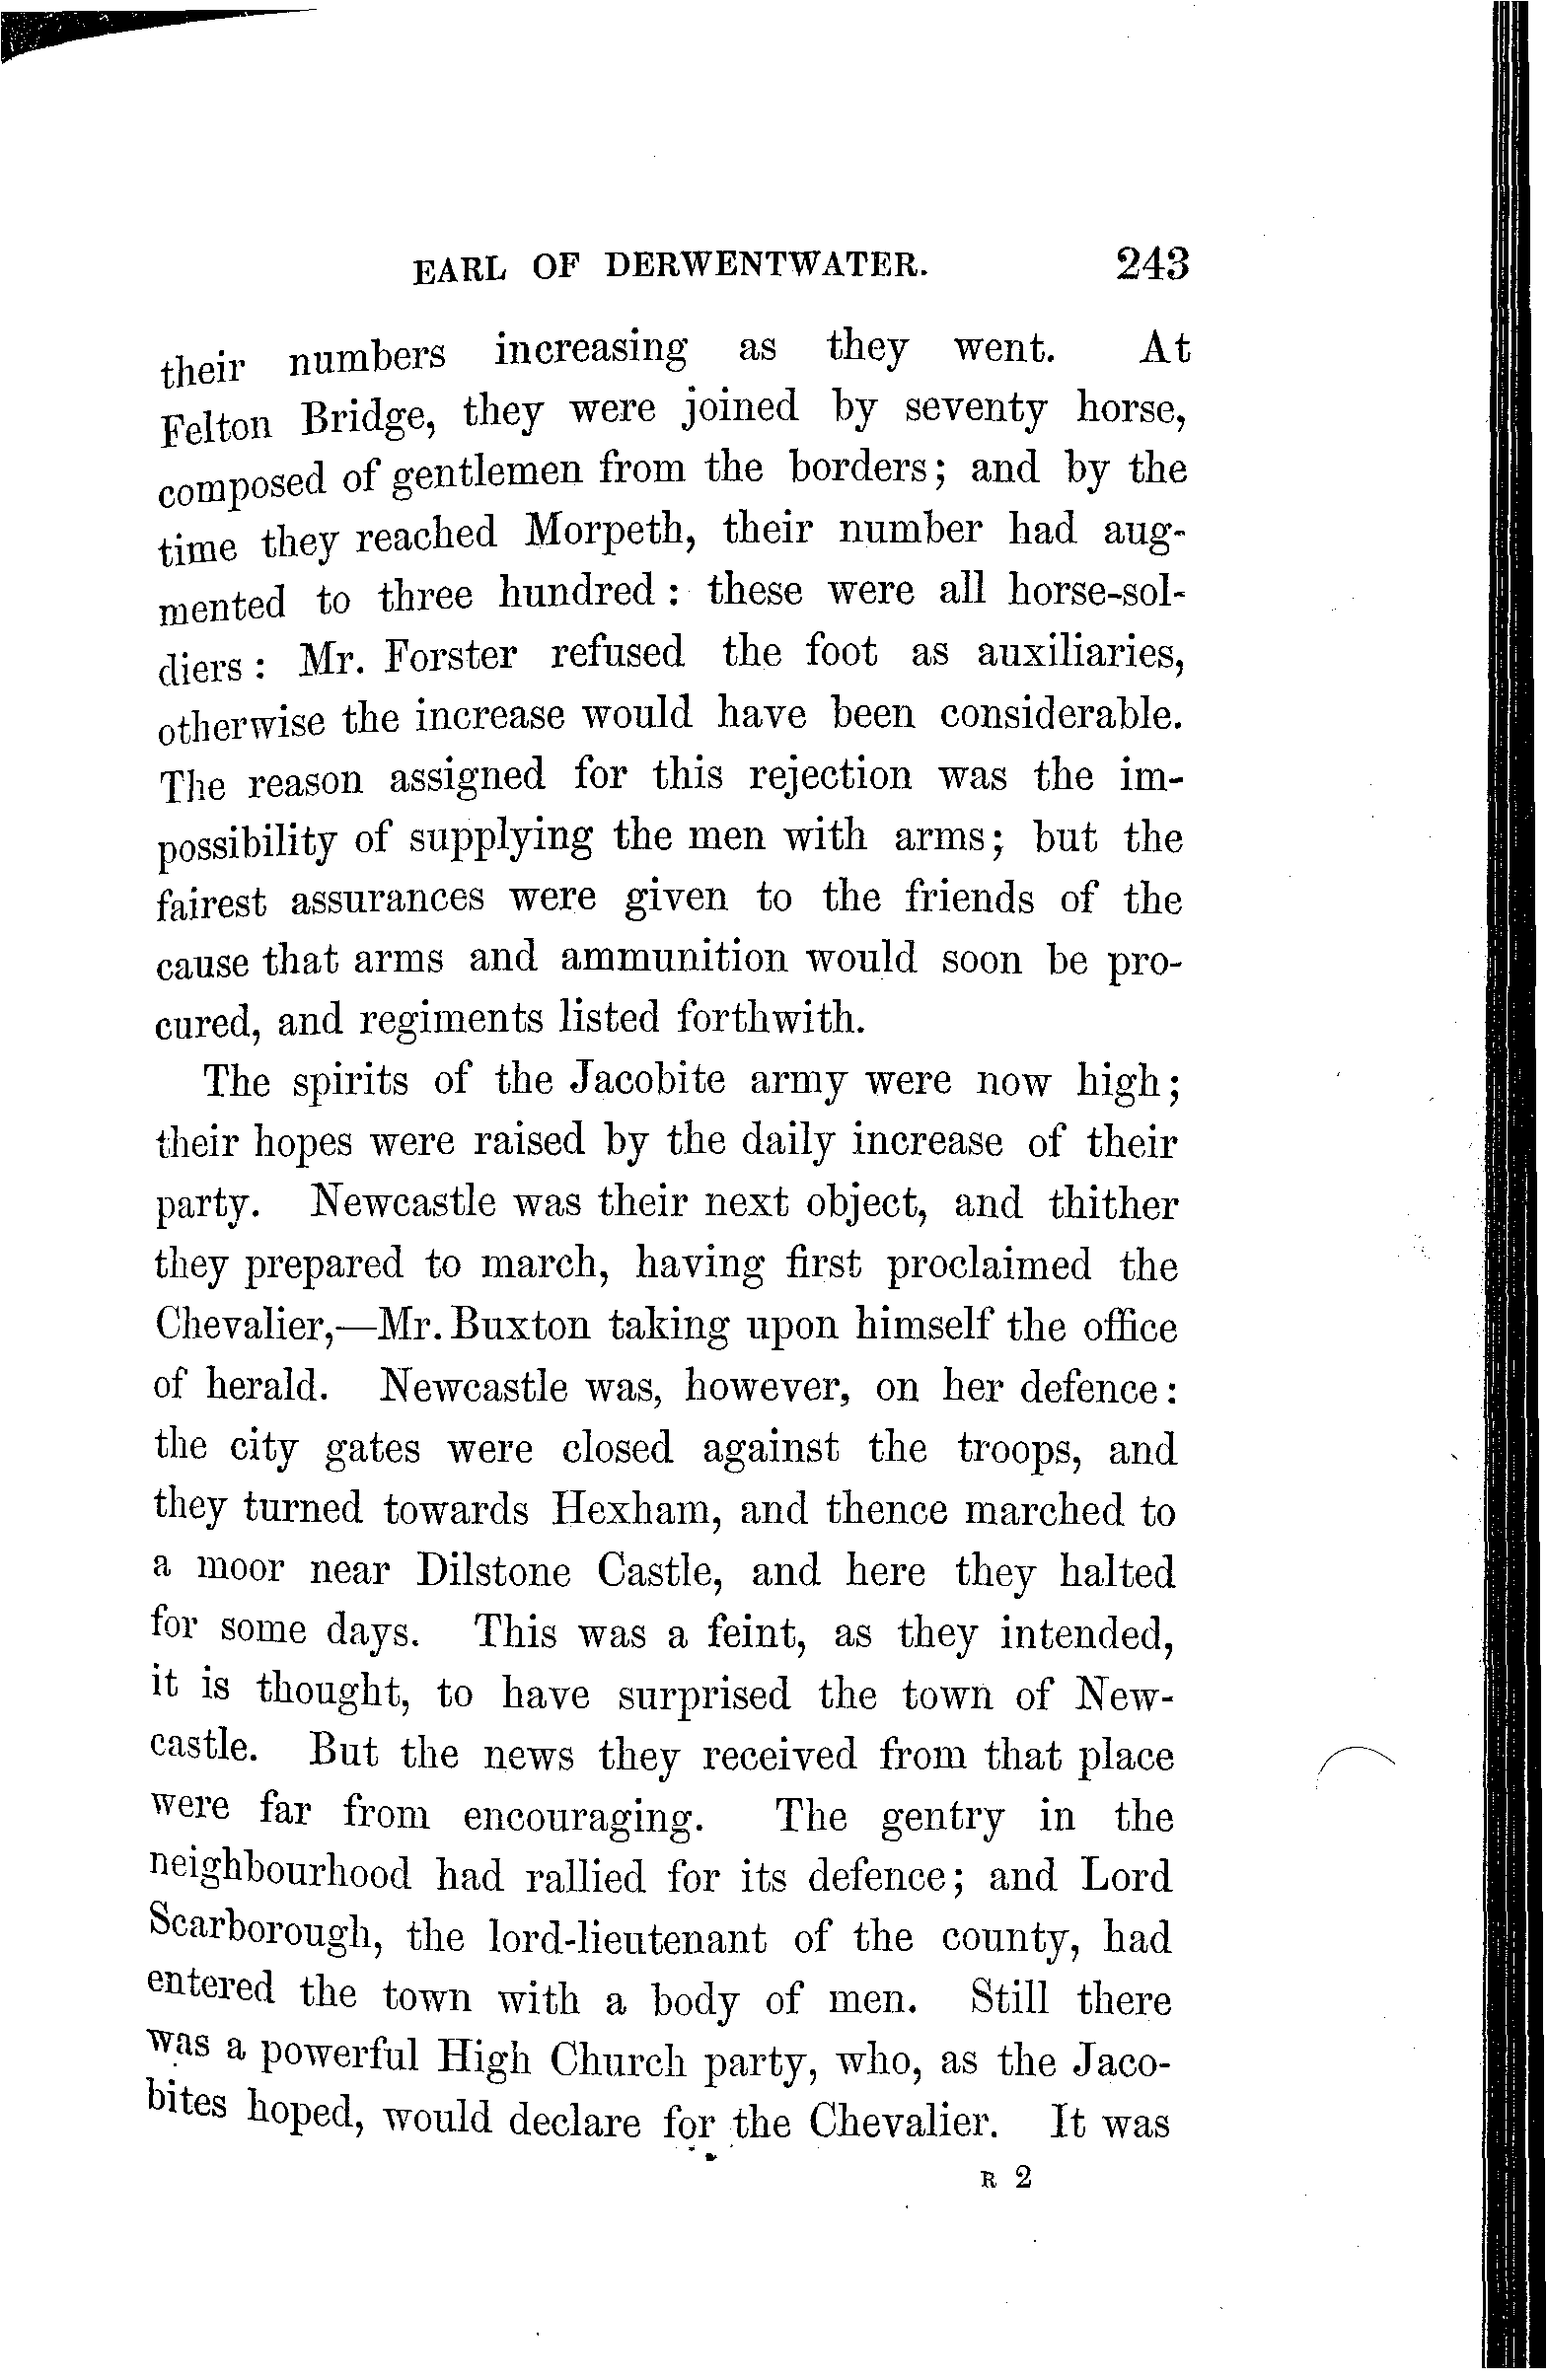 EARL OF DERWENTWATER. 243
their numbers increasing as they went. At
Felton Bridge, they were joined by seventy horse,
composed of gentlemen from the borders; and by the
time they reached Morpeth, their number had aug-
mented to three hundred : these were all horse-sol-
diers : Mr. Forster refused the foot as auxiliaries,
otherwise the increase would have been considerable.
The reason assigned for this rejection was the im-
possibility of supplying the men with arms; but the
fairest assurances were given to the friends of the
cause that arms and ammunition would soon be pro-
cured, and regiments listed forthwith.
The spirits of the Jacobite army were now high;
their hopes were raised by the daily increase of their
party. Newcastle was their next object, and thither
they prepared to march, having first proclaimed the
Chevalier,—Mr. Buxton taking upon himself the office
of herald. Newcastle was, however, on her defence:
the city gates were closed against the troops, and
they turned towards Hexham, and thence marched to
a moor near Dilstone Castle, and here they halted
for some days. This was a feint, as they intended,
it is thought, to have surprised the town of New-
castle. But the news they received from that place
were far from encouraging. The gentry in the
neighbourhood had rallied for its defence; and Lord
Scarborough, the lord-lieutenant of the county, had
entered the town with a body of men. Still there
was a powerful High Church party, who, as the Jaco-
bites hoped, would declare for the Chevalier. It was
R 2